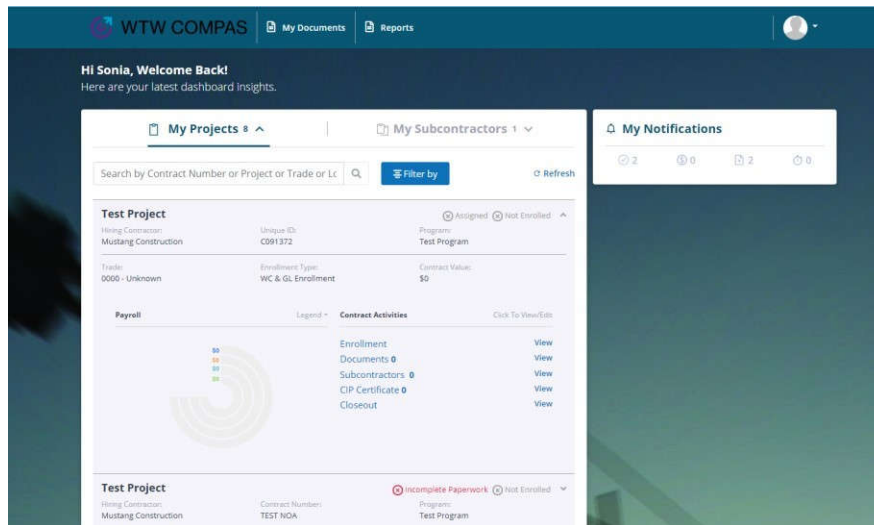 WTW COMPAS My Documents Reports
Hi Sonia, Welcome Back!
Here are your latest dashboard insights.
My Projects 8 My Subcontractors 1
Search by Contract Number or Project or Trade or Lc Filter by Refresh
Test Project Assigned Not Enrolled
Hiring Contractor: Unique ID: Program:
Mustang Construction C091372 Test Program
Trade: Enrollment Type: Contract Value:
0000 - Unknown WC & GL Enrollment $0
Payroll Legend Contract Activities Click To View/Edit
$0
$0
$0
$0
Enrollment View
Documents 0 View
Subcontractors 0 View
CIP Certificate 0 View
Closeout View
Test Project Incomplete Paperwork Not Enrolled
Hiring Contractor: Contract Number: Program:
Mustang Construction TEST NOA Test Program
My Notifications
2 0 2 0